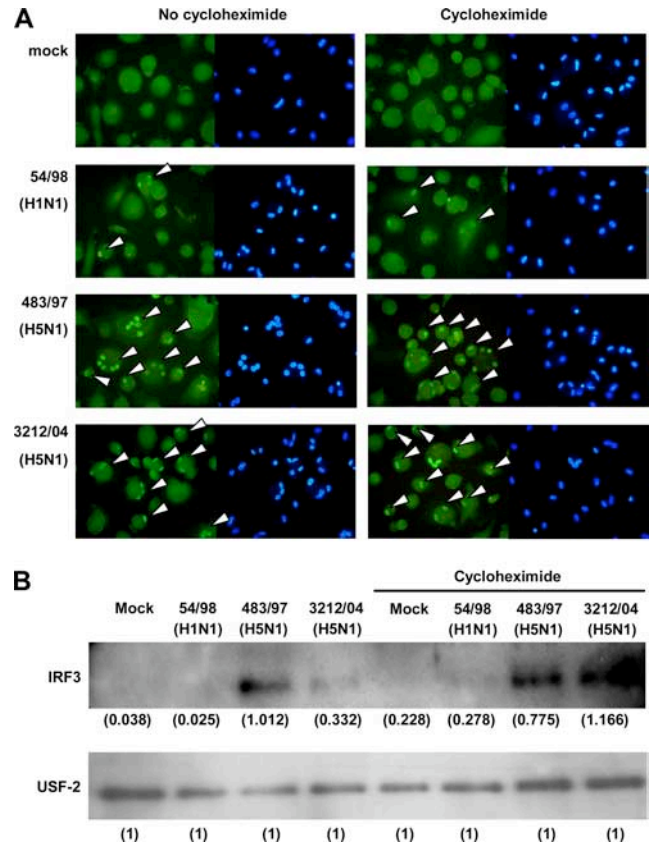 A
No cycloheximide
Cycloheximide
mock
54/98
(H1N1)
483/97
(H5N1)
3212/04
(H5N1)
B
Cycloheximide
Mock 54/98 483/97 3212/04 Mock 54/98 483/97 3212/04
(H1N1) (H5N1) (H5N1) (H1N1) (H5N1) (H5N1)
IRF3
(0.038) (0.025) (1.012) (0.332) (0.228) (0.278) (0.775) (1.166)
USF-2
(1) (1) (1) (1) (1) (1) (1) (1)